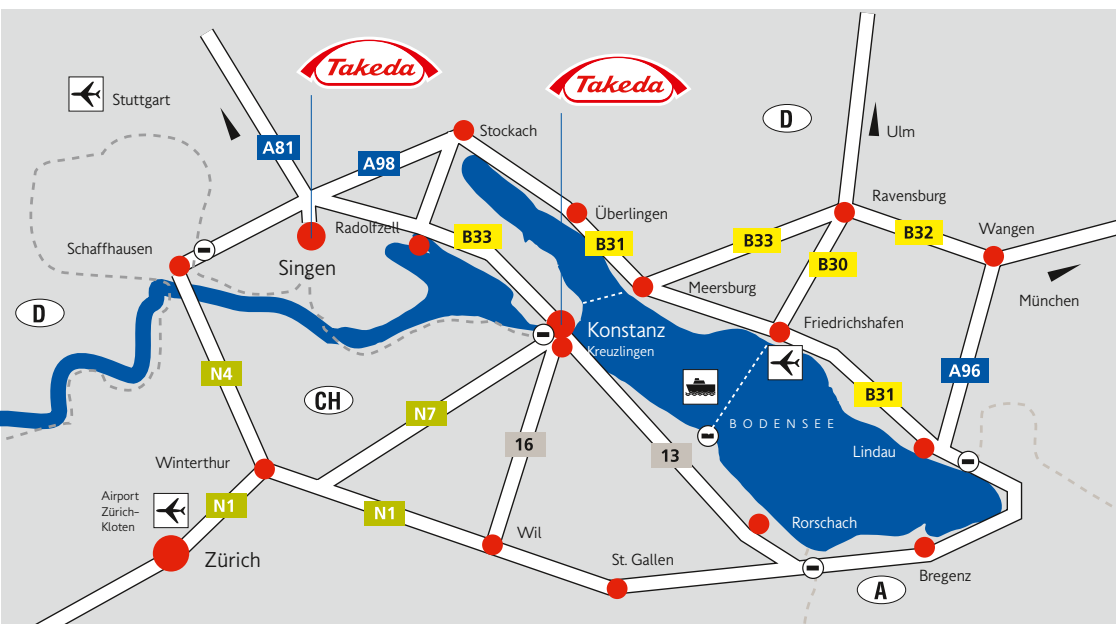 Takeda
Takeda
Stuttgart
D
Ulm
A81
Stockach
A98
Ravensburg
Überlingen
Radolfzell
B33
B31
B33
B32
Wangen
Schaffhausen
Singen
B30
Meersburg
München
D
Konstanz
Friedrichshafen
Kreuzlingen
N4
A96
CH
B31
N7
BODENSEE
16
13
Lindau
Winterthur
Airport
Zürich–
Kloten
N1
N1
Rorschach
Wil
Zürich
St. Gallen
Bregenz
A